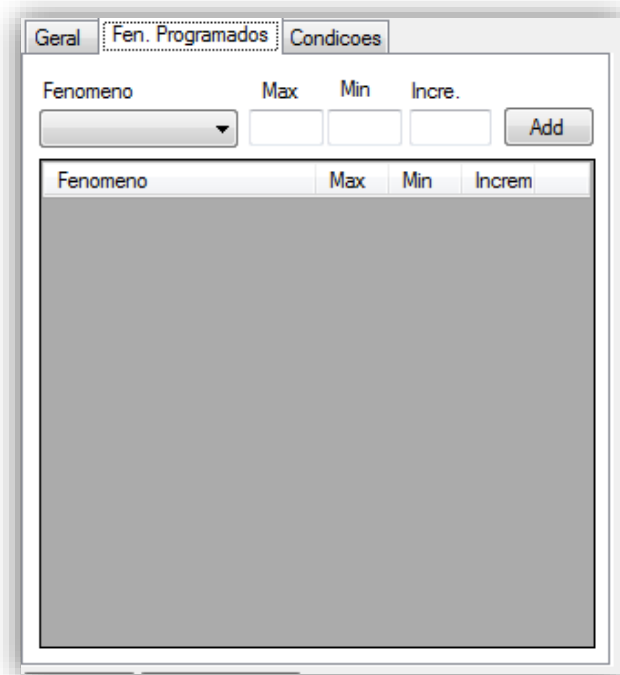 Geral Fen. Programados Condicoes
Fenomeno Max Min Incre.
Add
Fenomeno Max Min Increm